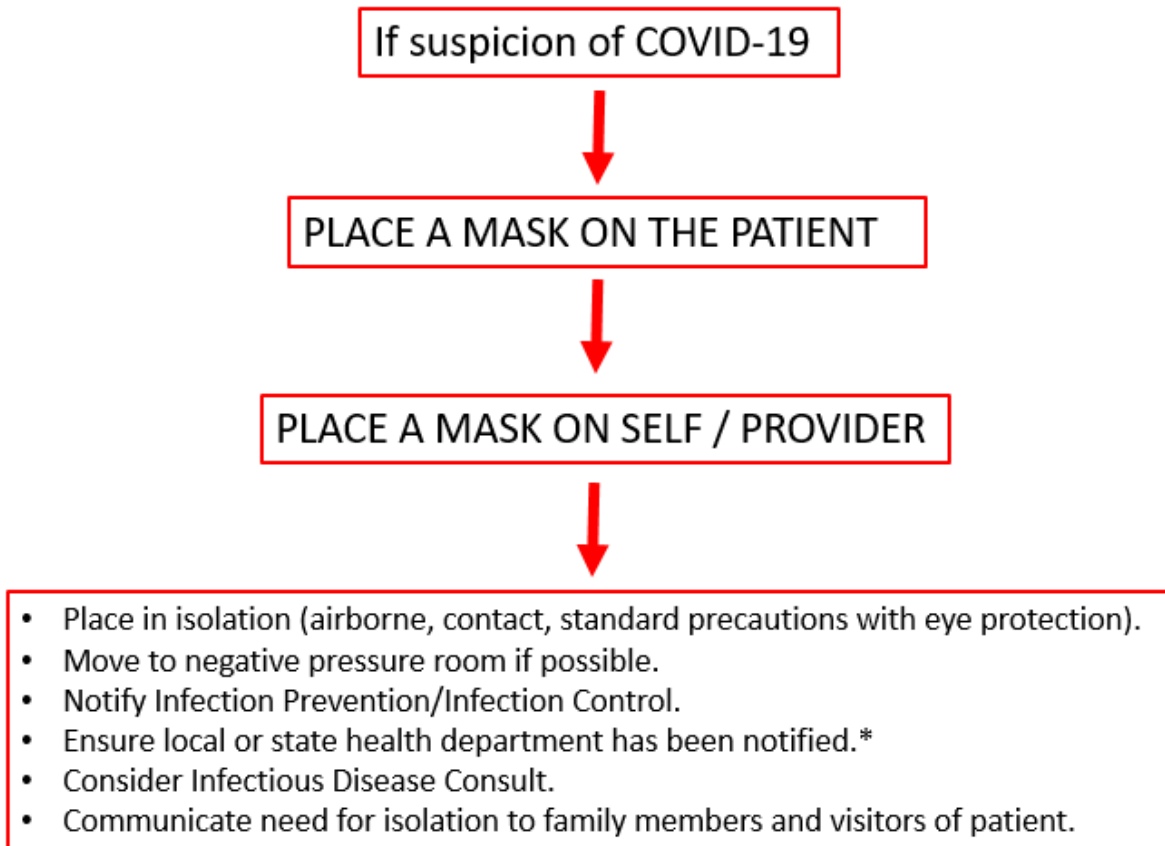 If suspicion of COVID-19
PLACE A MASK ON THE PATIENT
PLACE A MASK ON SELF / PROVIDER
• Place in isolation (airborne, contact, standard precautions with eye protection).
• Move to negative pressure room if possible.
• Notify Infection Prevention/Infection Control.
• Ensure local or state health department has been notified.*
• Consider Infectious Disease Consult.
• Communicate need for isolation to family members and visitors of patient.